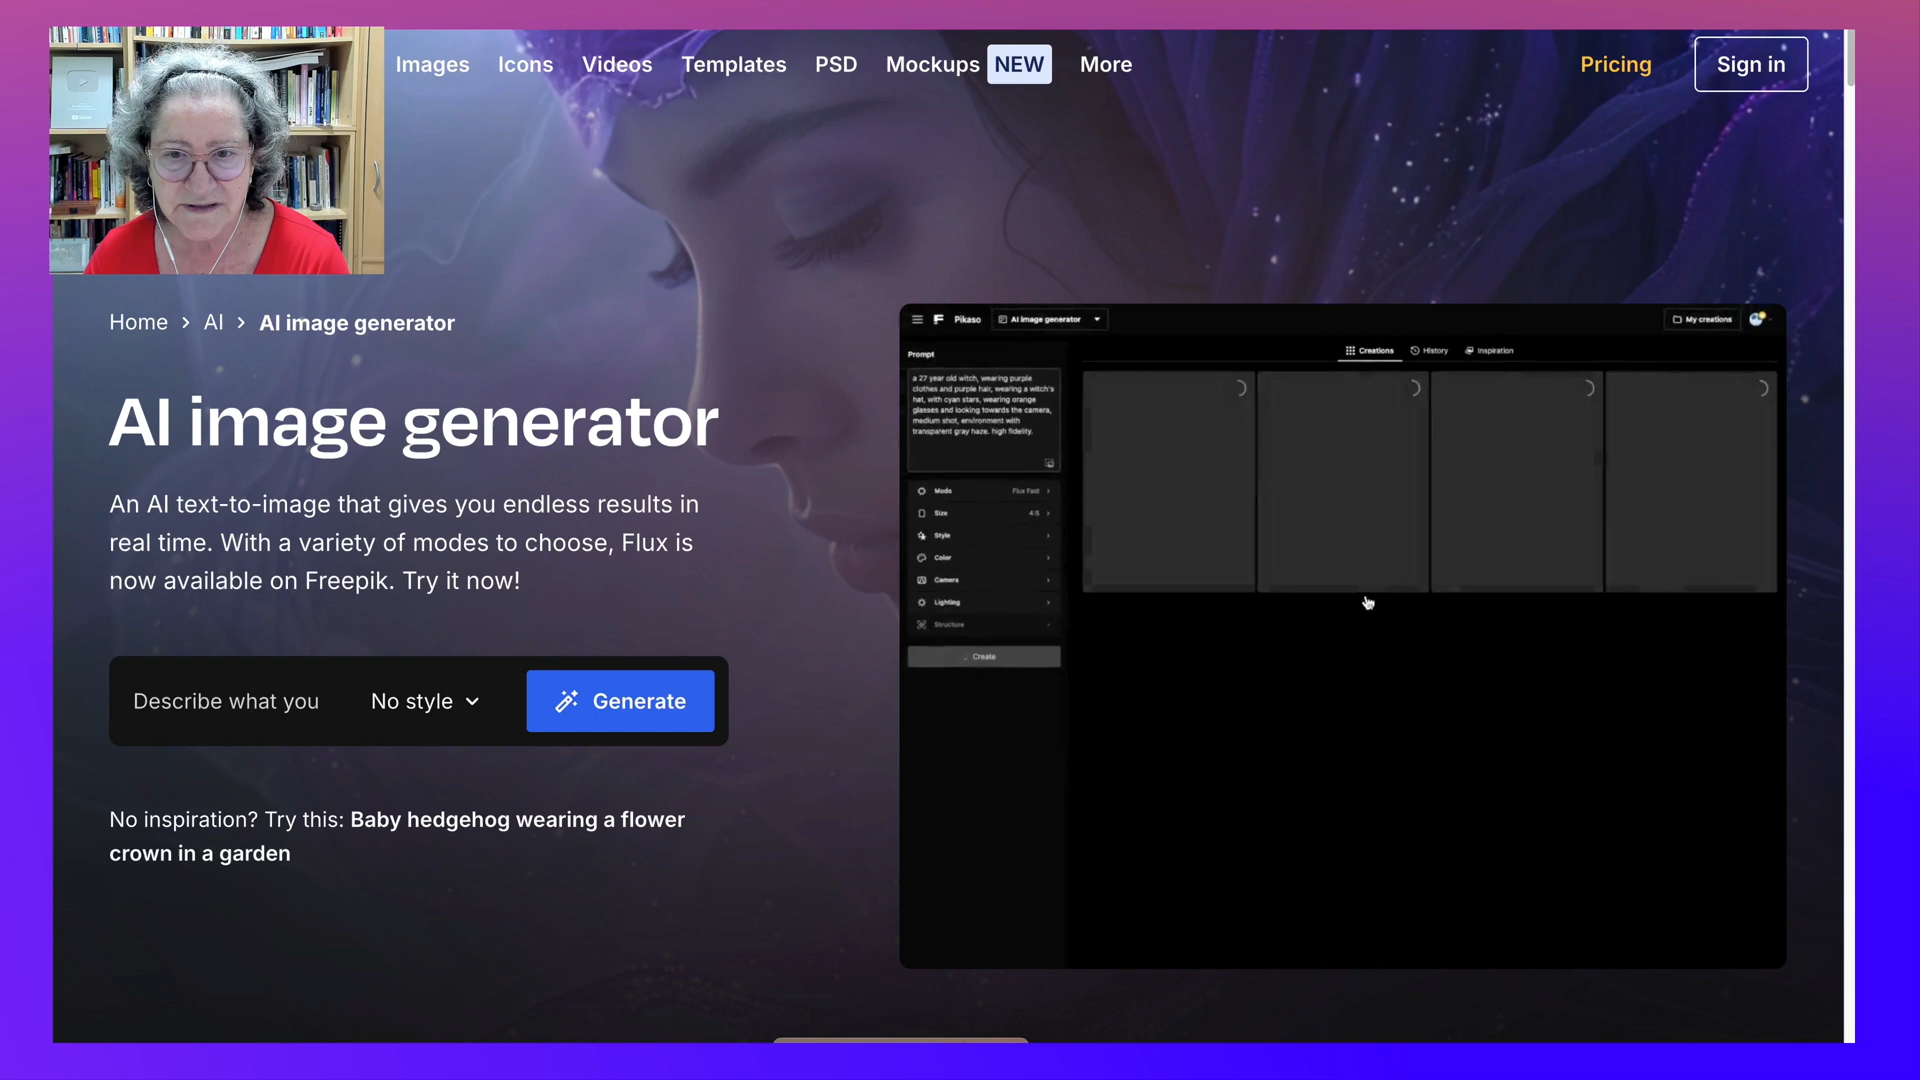 Images Icons Videos Templates PSD Mockups NEW More Pricing Sign in
Home > AI > AI image generator
AI image generator
An AI text-to-image that gives you endless results in
real time. With a variety of modes to choose, Flux is
now available on Freepik. Try it now!
Describe what you No style Generate
No inspiration? Try this: Baby hedgehog wearing a flower
crown in a garden
Pikaso AI image generator My creations
Creations History Inspiration
Prompt
a 27 year old witch, wearing purple
clothes and purple hair, wearing a witch's
hat, with cyan stars, wearing orange
glasses and looking towards the camera,
medium shot, environment with
transparent gray haze. high fidelity.
Mode Flux Fast
Size 4:5
Style
Color
Camera
Lighting
Structure
Create